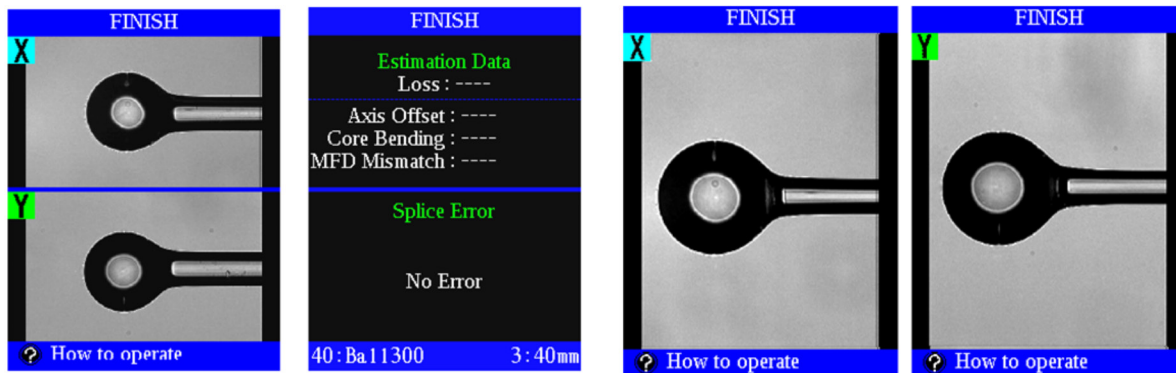 FINISH
X
Y
How to operate
FINISH
Estimation Data
Loss : ----
Axis Offset : ----
Core Bending : ----
MFD Mismatch : ----
Splice Error
No Error
40:Ball300 3:40mm
FINISH
X
How to operate
FINISH
Y
How to operate